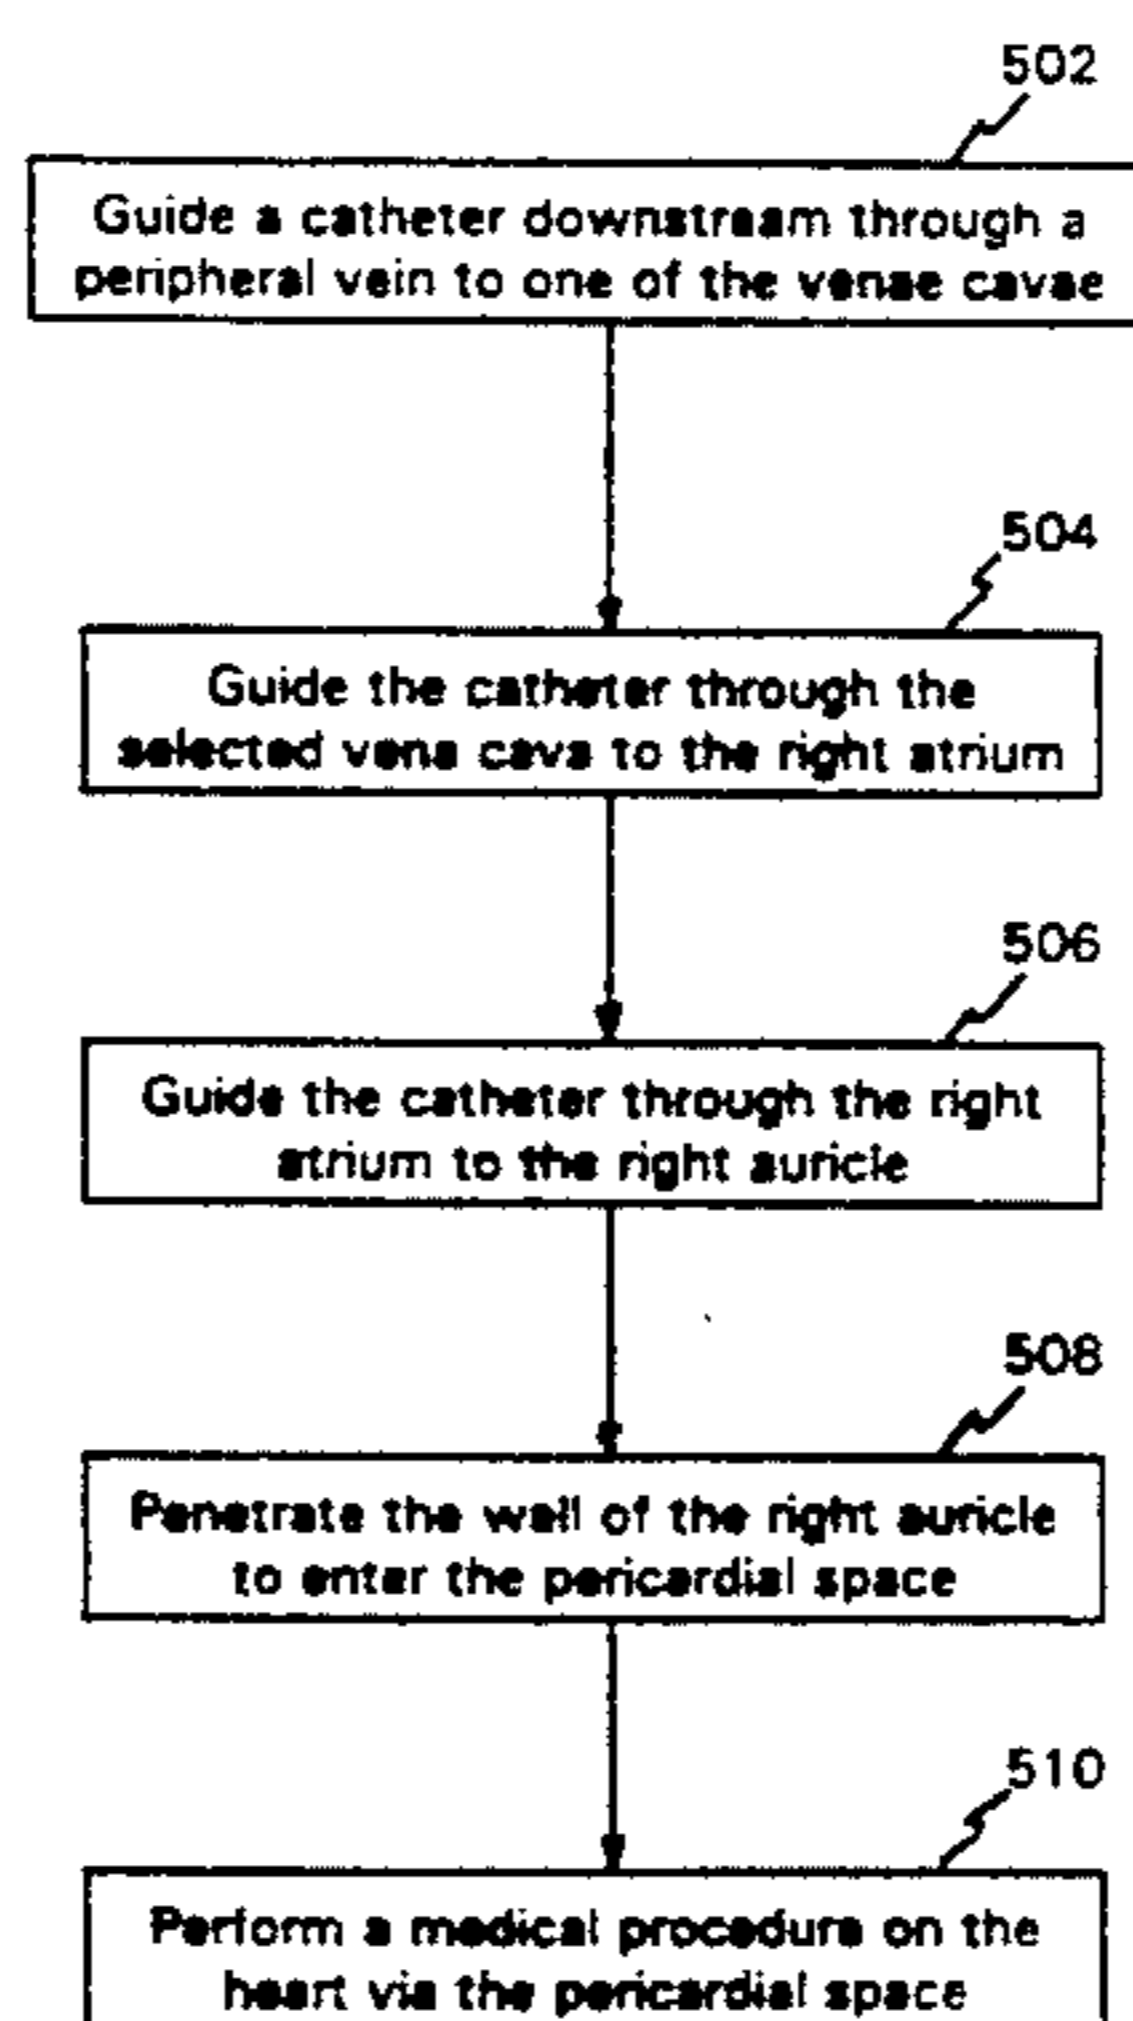 502
Guide a catheter downstream through a
peripheral vein to one of the venae cavae
504
Guide the catheter through the
selected vena cava to the right atrium
506
Guide the catheter through the right
atrium to the right auricle
508
Penetrate the wall of the right auricle
to enter the pericardial space
510
Perform a medical procedure on the
heart via the pericardial space